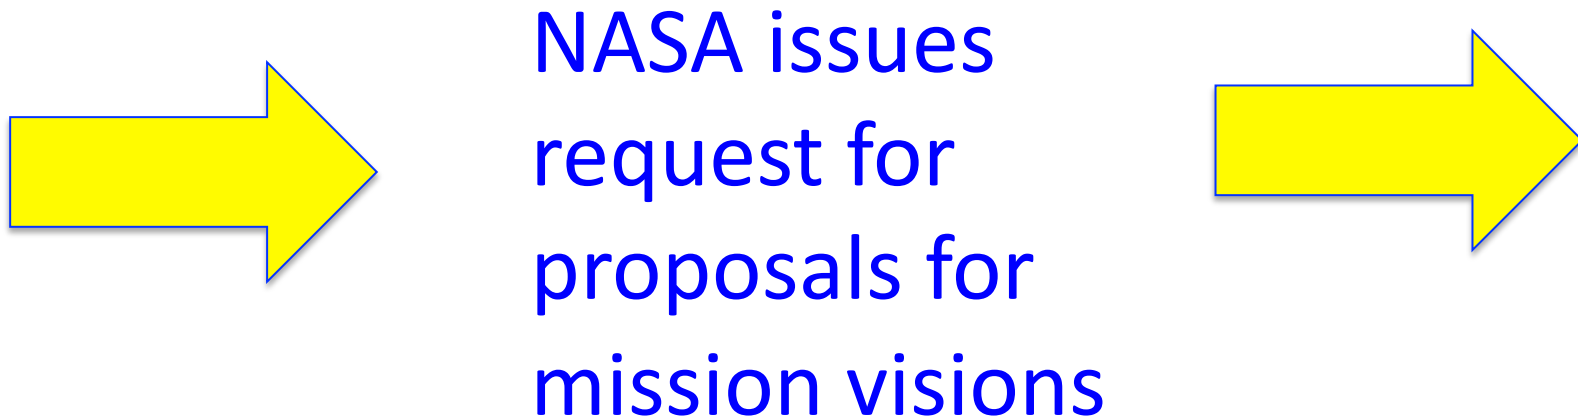 NASA issues
request for
proposals for
mission visions